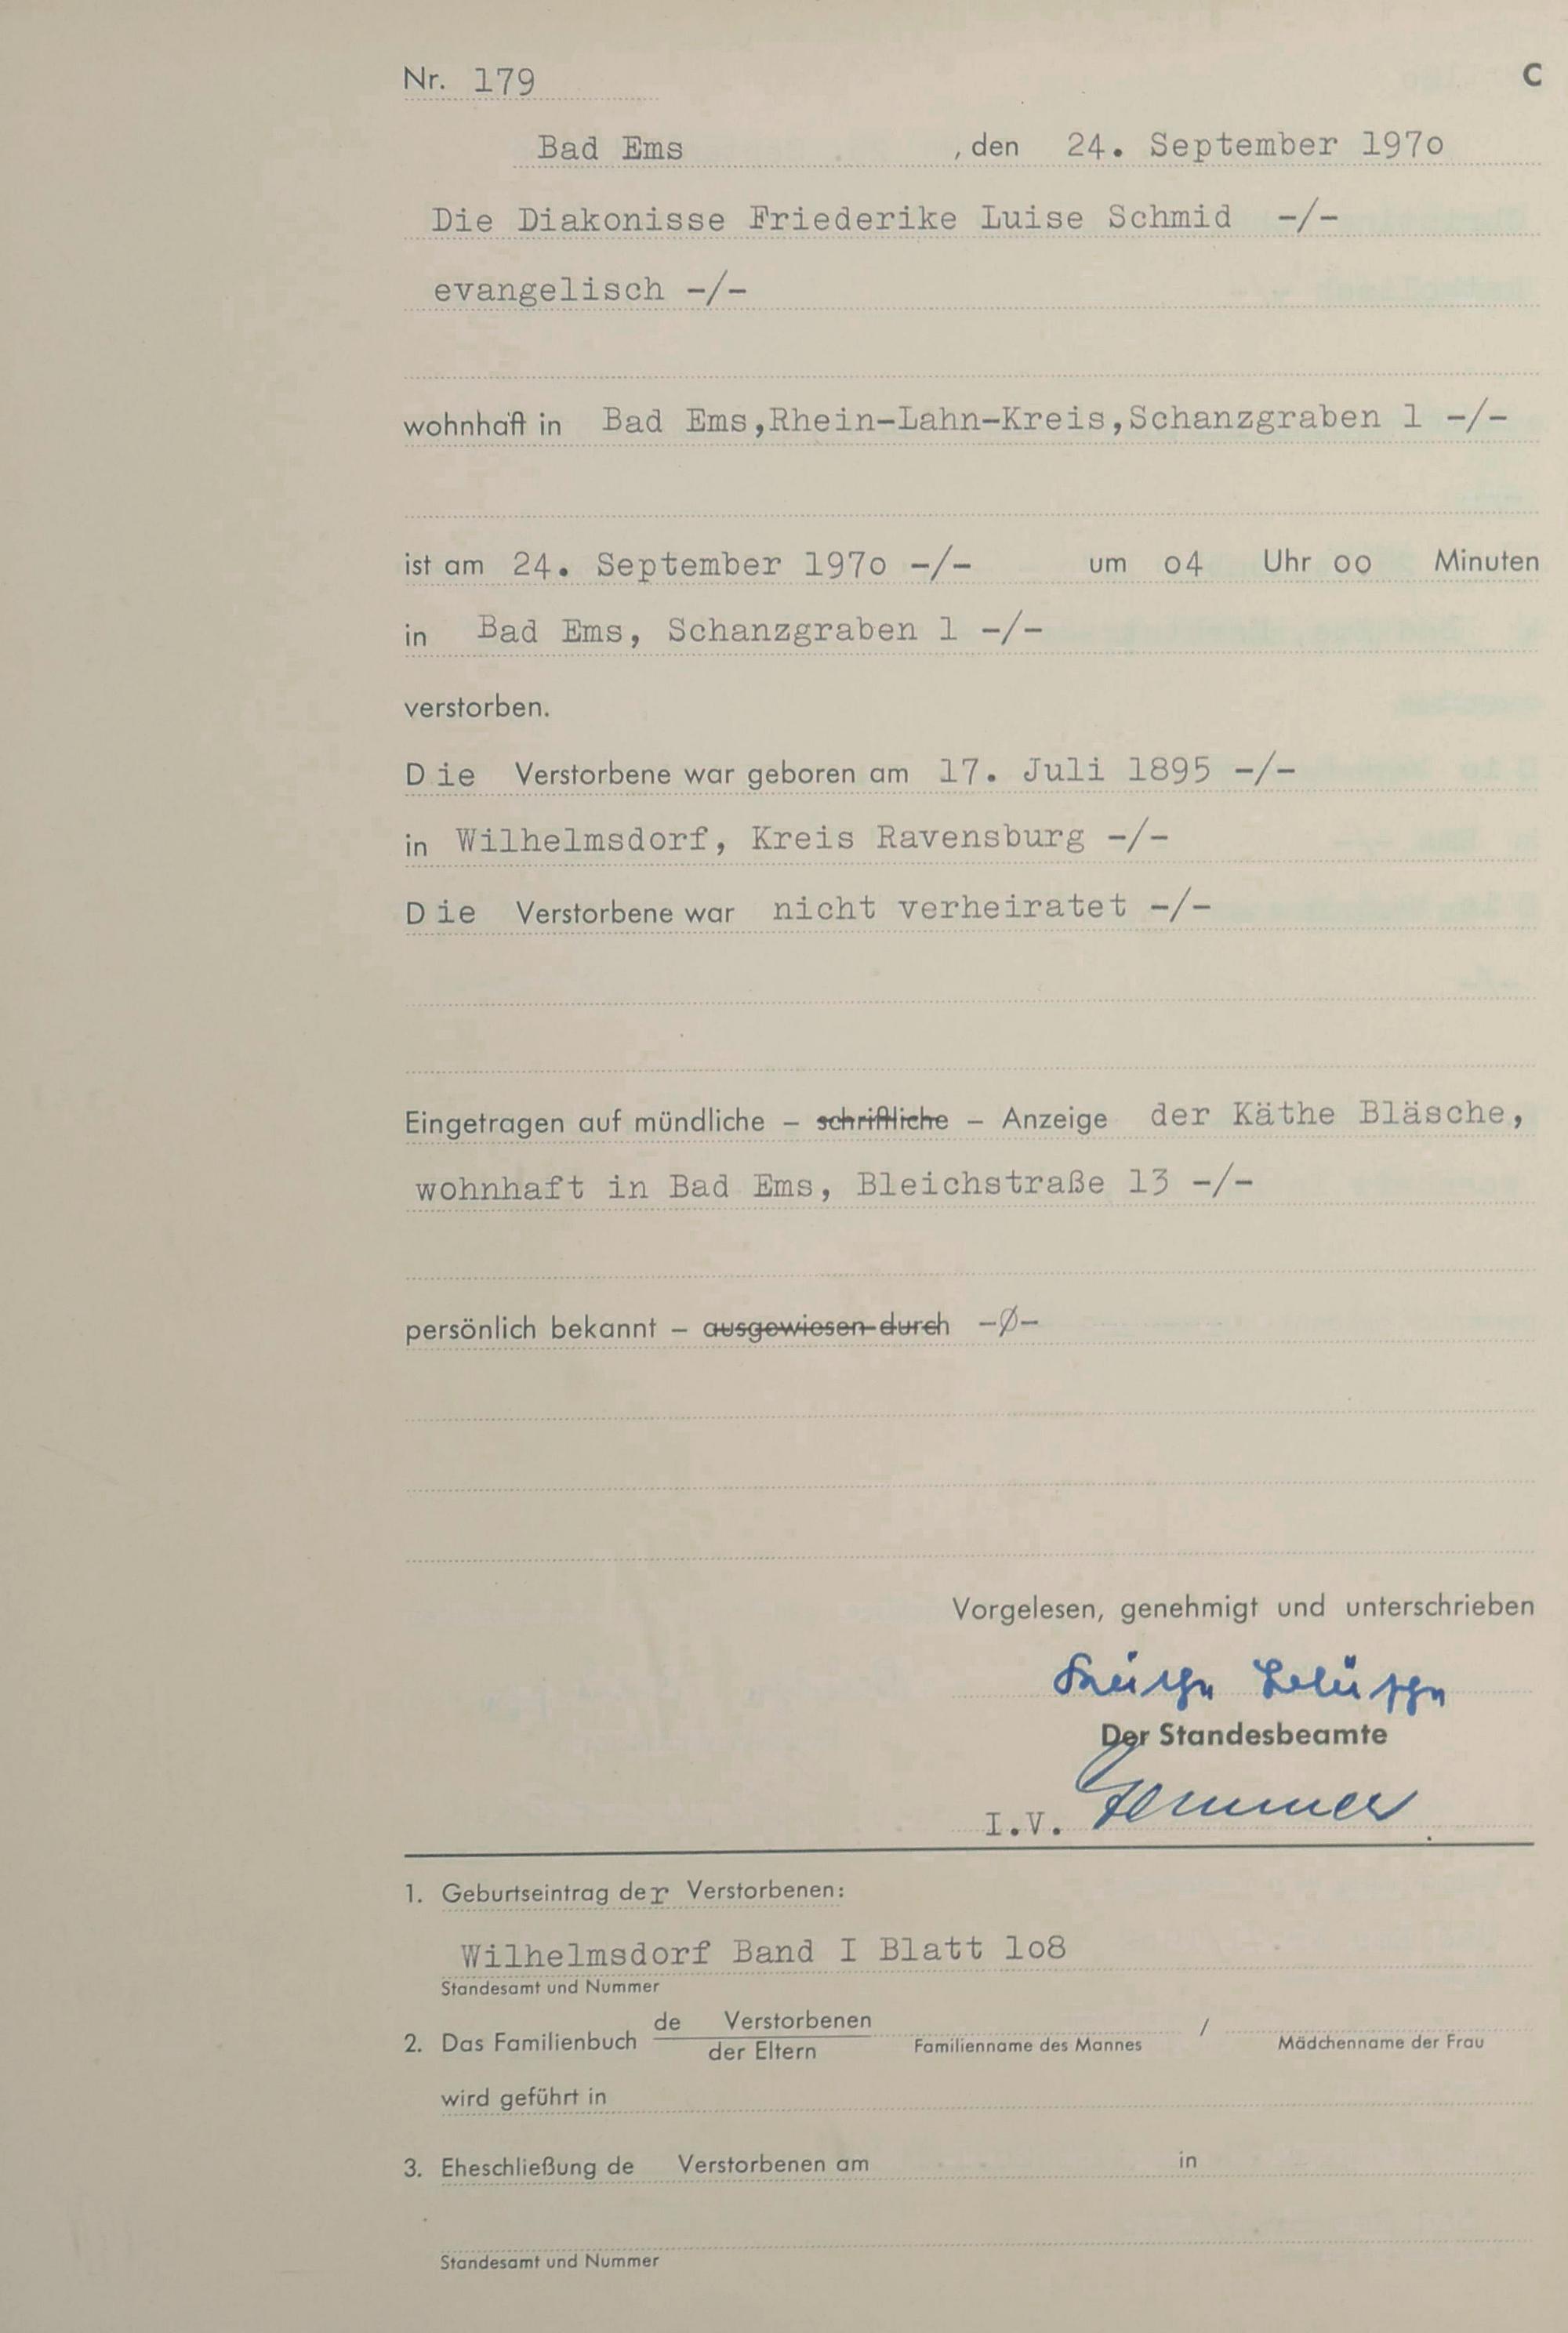 Nr. 179
C
Bad Ems , den 24. September 197o
Die Diakonisse Friederike Luise Schmid -/-
evangelisch -/-
wohnhaft in Bad Ems,Rhein-Lahn-Kreis,Schanzgraben 1 -/-
ist am 24. September 197o -/- um o4 Uhr oo Minuten
in Bad Ems, Schanzgraben 1 -/-
verstorben.
Die Verstorbene war geboren am 17. Juli 1895 -/-
in Wilhelmsdorf, Kreis Ravensburg -/-
Die Verstorbene war nicht verheiratet -/-
Eingetragen auf mündliche – schriftliche – Anzeige der Käthe Bläsche,
wohnhaft in Bad Ems, Bleichstraße 13 -/-
persönlich bekannt – ausgewiesen durch -Ø-
Vorgelesen, genehmigt und unterschrieben
Käthe Bläsche
Der Standesbeamte
I.V.
1. Geburtseintrag der Verstorbenen:
Wilhelmsdorf Band I Blatt 1o8
Standesamt und Nummer
2. Das Familienbuch de Verstorbenen
der Eltern
Familienname des Mannes / Mädchenname der Frau
wird geführt in
3. Eheschließung de Verstorbenen am in
Standesamt und Nummer